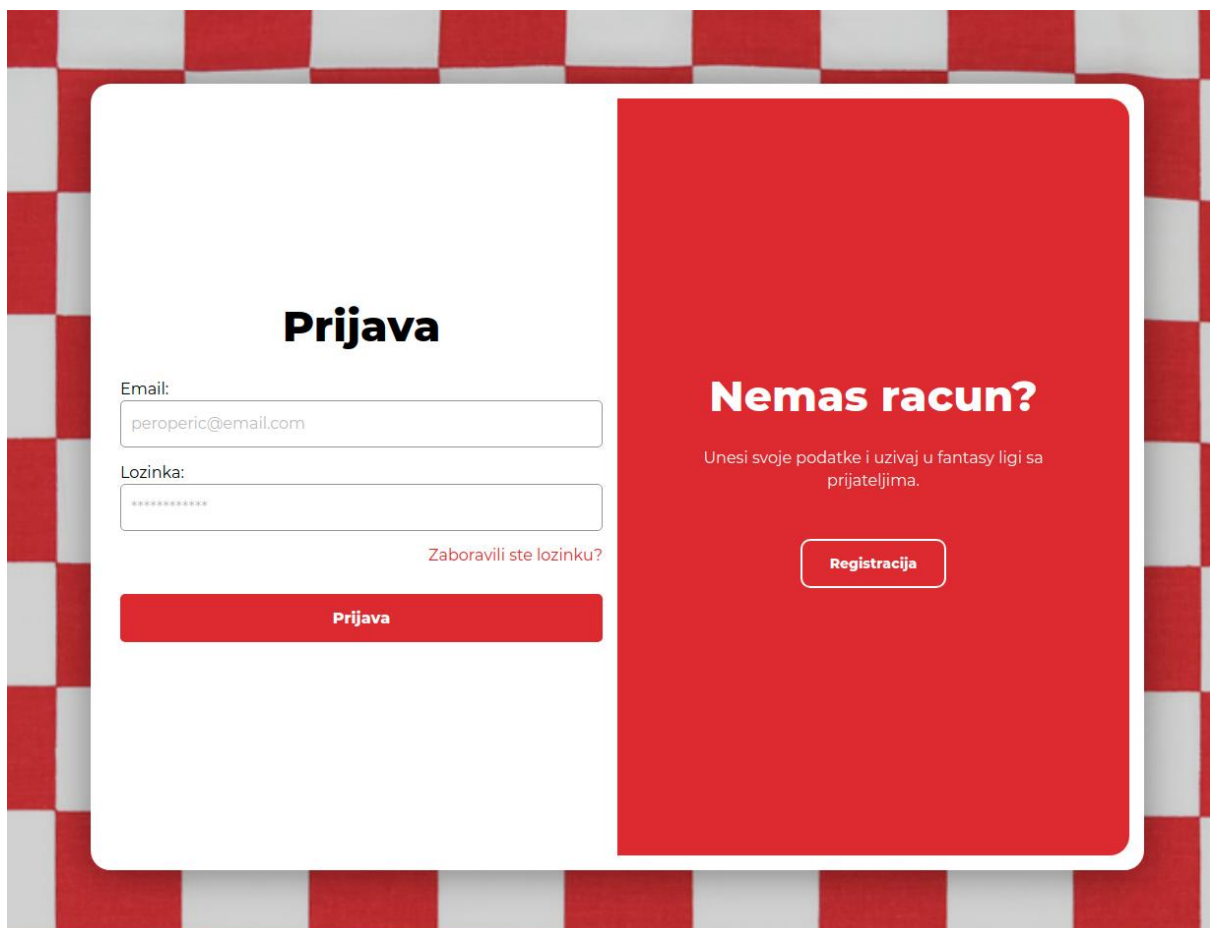 Prijava
Email:
peroperic@email.com
Lozinka:
************
Zaboravili ste lozinku?
Prijava
Nemas racun?
Unesi svoje podatke i uzivaj u fantasy ligi sa
prijateljima.
Registracija